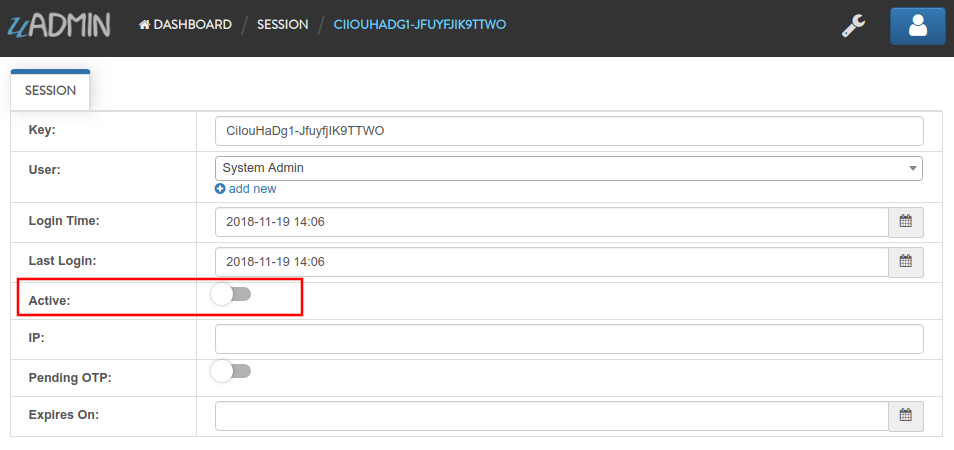 uADMIN DASHBOARD / SESSION / CIIOUHADG1-JFUYFJIK9TTWO
SESSION
Key: CiIouHaDg1-JfuyfjIK9TTWO
User: System Admin
add new
Login Time: 2018-11-19 14:06
Last Login: 2018-11-19 14:06
Active:
IP:
Pending OTP:
Expires On: